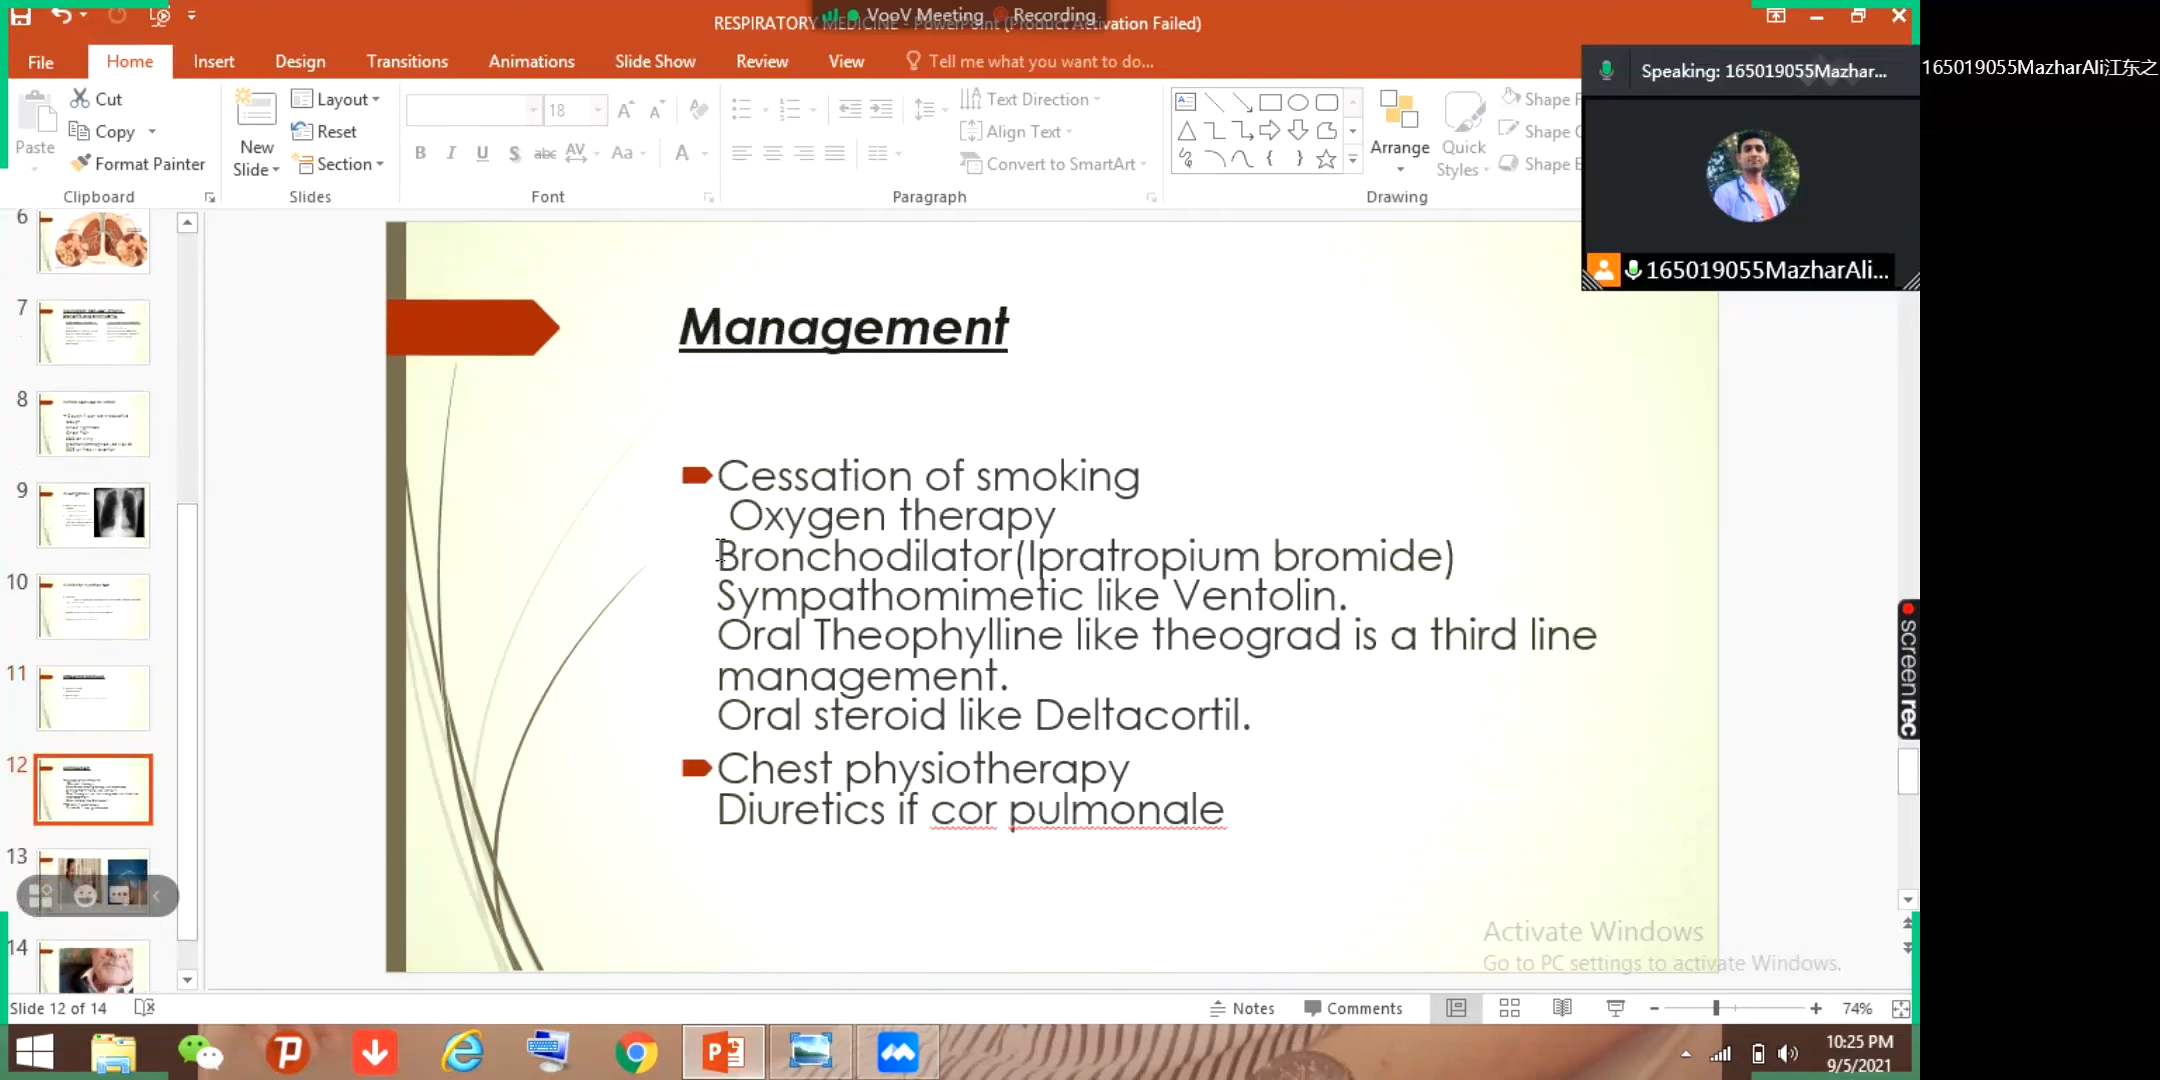 RESPIRATORY MEDICINE - PowerPoint (Product Activation Failed)
VooV Meeting
Recording
File
Home
Insert
Design
Transitions
Animations
Slide Show
Review
View
Tell me what you want to do...
Speaking: 165019055Mazhar...
165019055MazharAli江东之
Paste
Cut
Copy
Format Painter
Clipboard
New
Slide
Layout
Reset
Section
Slides
18
B I U S abc AV Aa A
Font
Text Direction
Align Text
Convert to SmartArt
Paragraph
Arrange
Quick
Styles
Shape F
Shape
Shape E
Drawing
165019055MazharAli...
6
7
8
9
10
11
12
13
14
Management
Cessation of smoking
Oxygen therapy
Bronchodilator(Ipratropium bromide)
Sympathomimetic like Ventolin.
Oral Theophylline like theograd is a third line
management.
Oral steroid like Deltacortil.
Chest physiotherapy
Diuretics if cor pulmonale
screen rec
Activate Windows
Go to PC settings to activate Windows.
Slide 12 of 14
Notes
Comments
74%
10:25 PM
9/5/2021